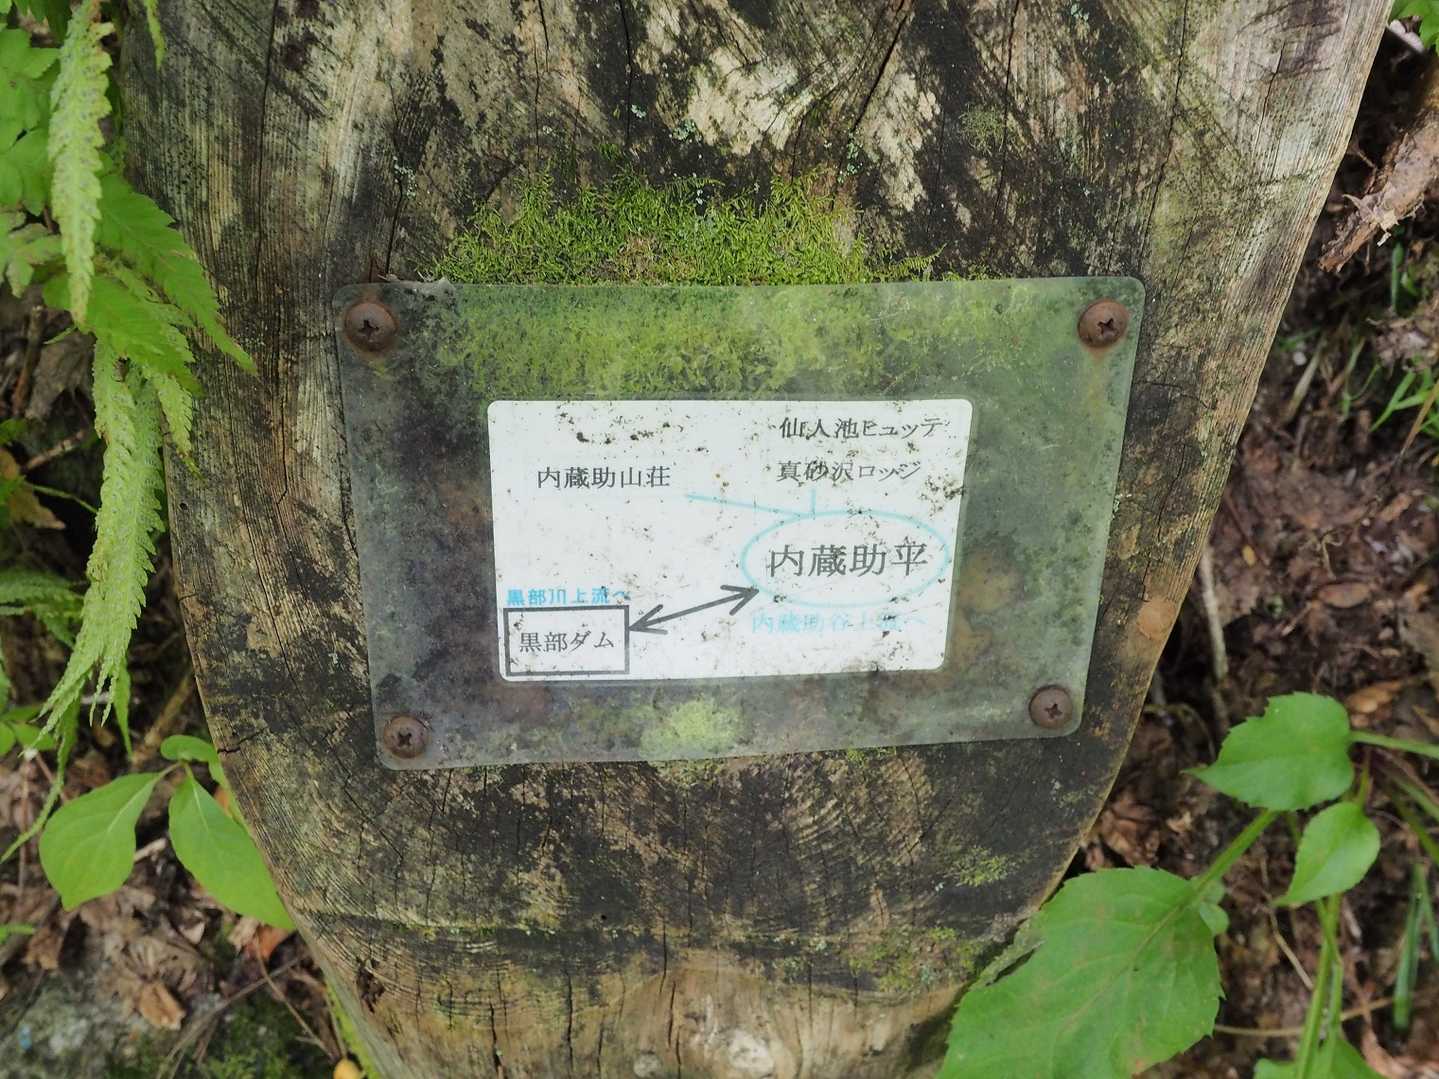 仙人池ヒュッテ
内蔵助山荘
真砂沢ロッジ
内蔵助平
黒部川上流へ
黒部ダム
内蔵助谷上流へ